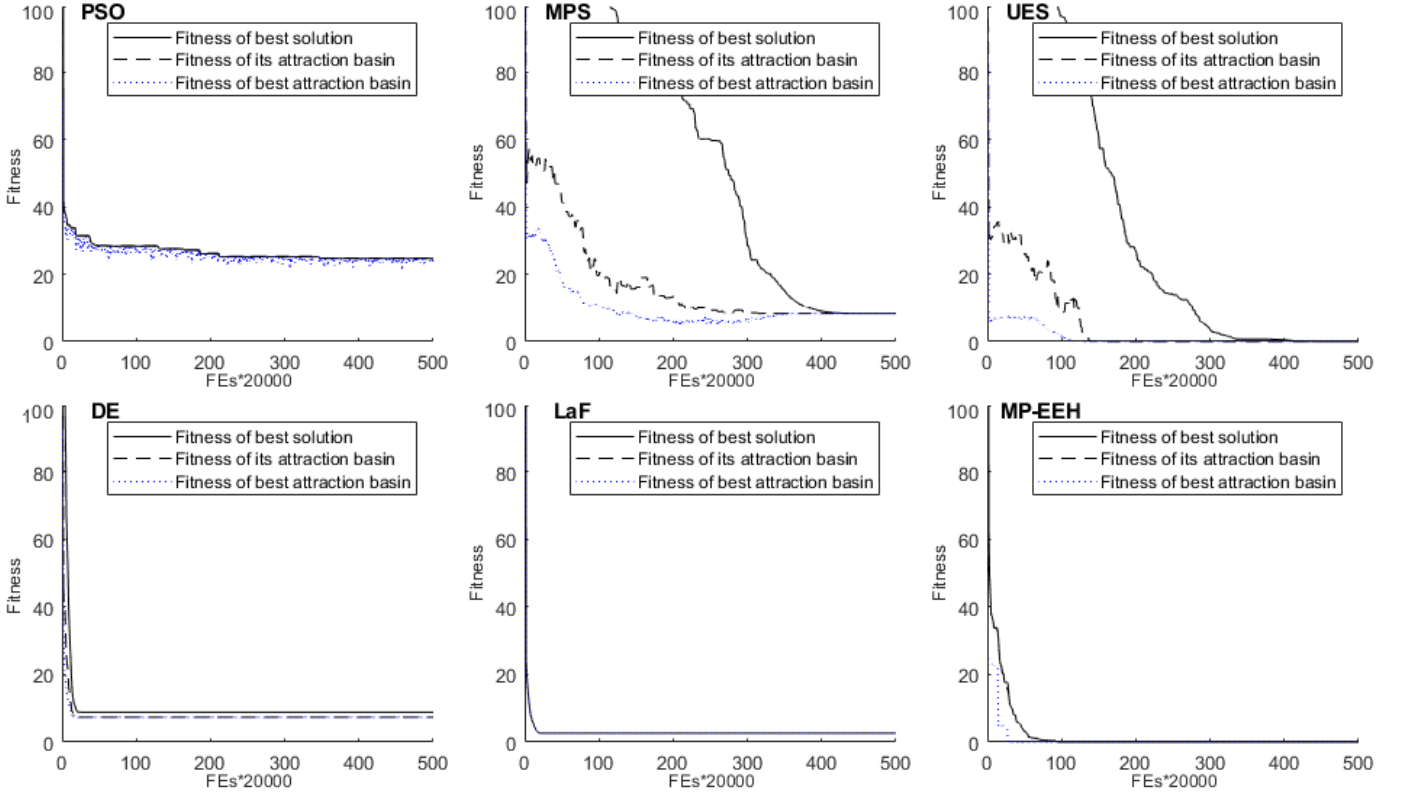 PSO
Fitness of best solution
Fitness of its attraction basin
Fitness of best attraction basin
100
80
60
40
20
0
Fitness
0 100 200 300 400 500
FEs*20000
MPS
Fitness of best solution
Fitness of its attraction basin
Fitness of best attraction basin
100
80
60
40
20
0
Fitness
0 100 200 300 400 500
FEs*20000
UES
Fitness of best solution
Fitness of its attraction basin
Fitness of best attraction basin
100
80
60
40
20
0
Fitness
0 100 200 300 400 500
FEs*20000
DE
Fitness of best solution
Fitness of its attraction basin
Fitness of best attraction basin
100
80
60
40
20
0
Fitness
0 100 200 300 400 500
FEs*20000
LaF
Fitness of best solution
Fitness of its attraction basin
Fitness of best attraction basin
100
80
60
40
20
0
Fitness
0 100 200 300 400 500
FEs*20000
MP-EEH
Fitness of best solution
Fitness of its attraction basin
Fitness of best attraction basin
100
80
60
40
20
0
Fitness
0 100 200 300 400 500
FEs*20000